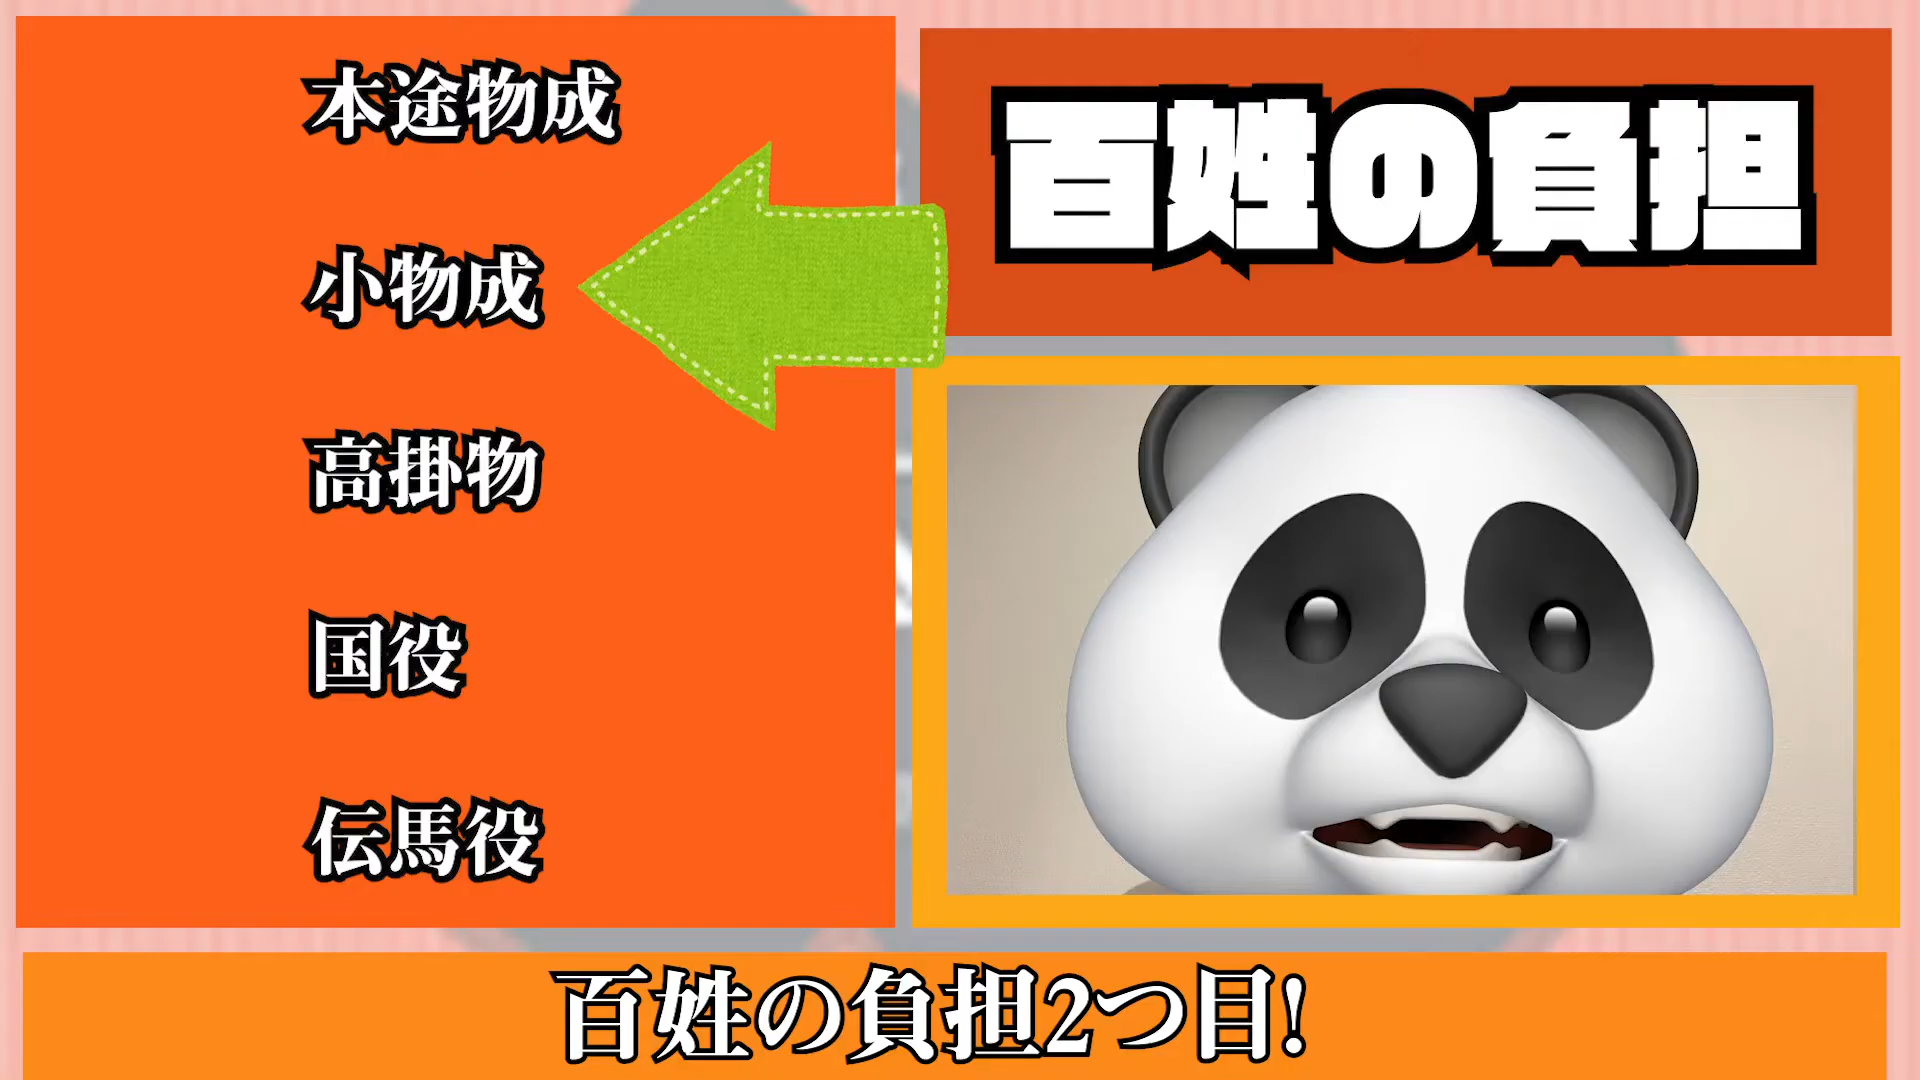 百姓の負担
本途物成
小物成
高掛物
国役
伝馬役
百姓の負担2つ目!